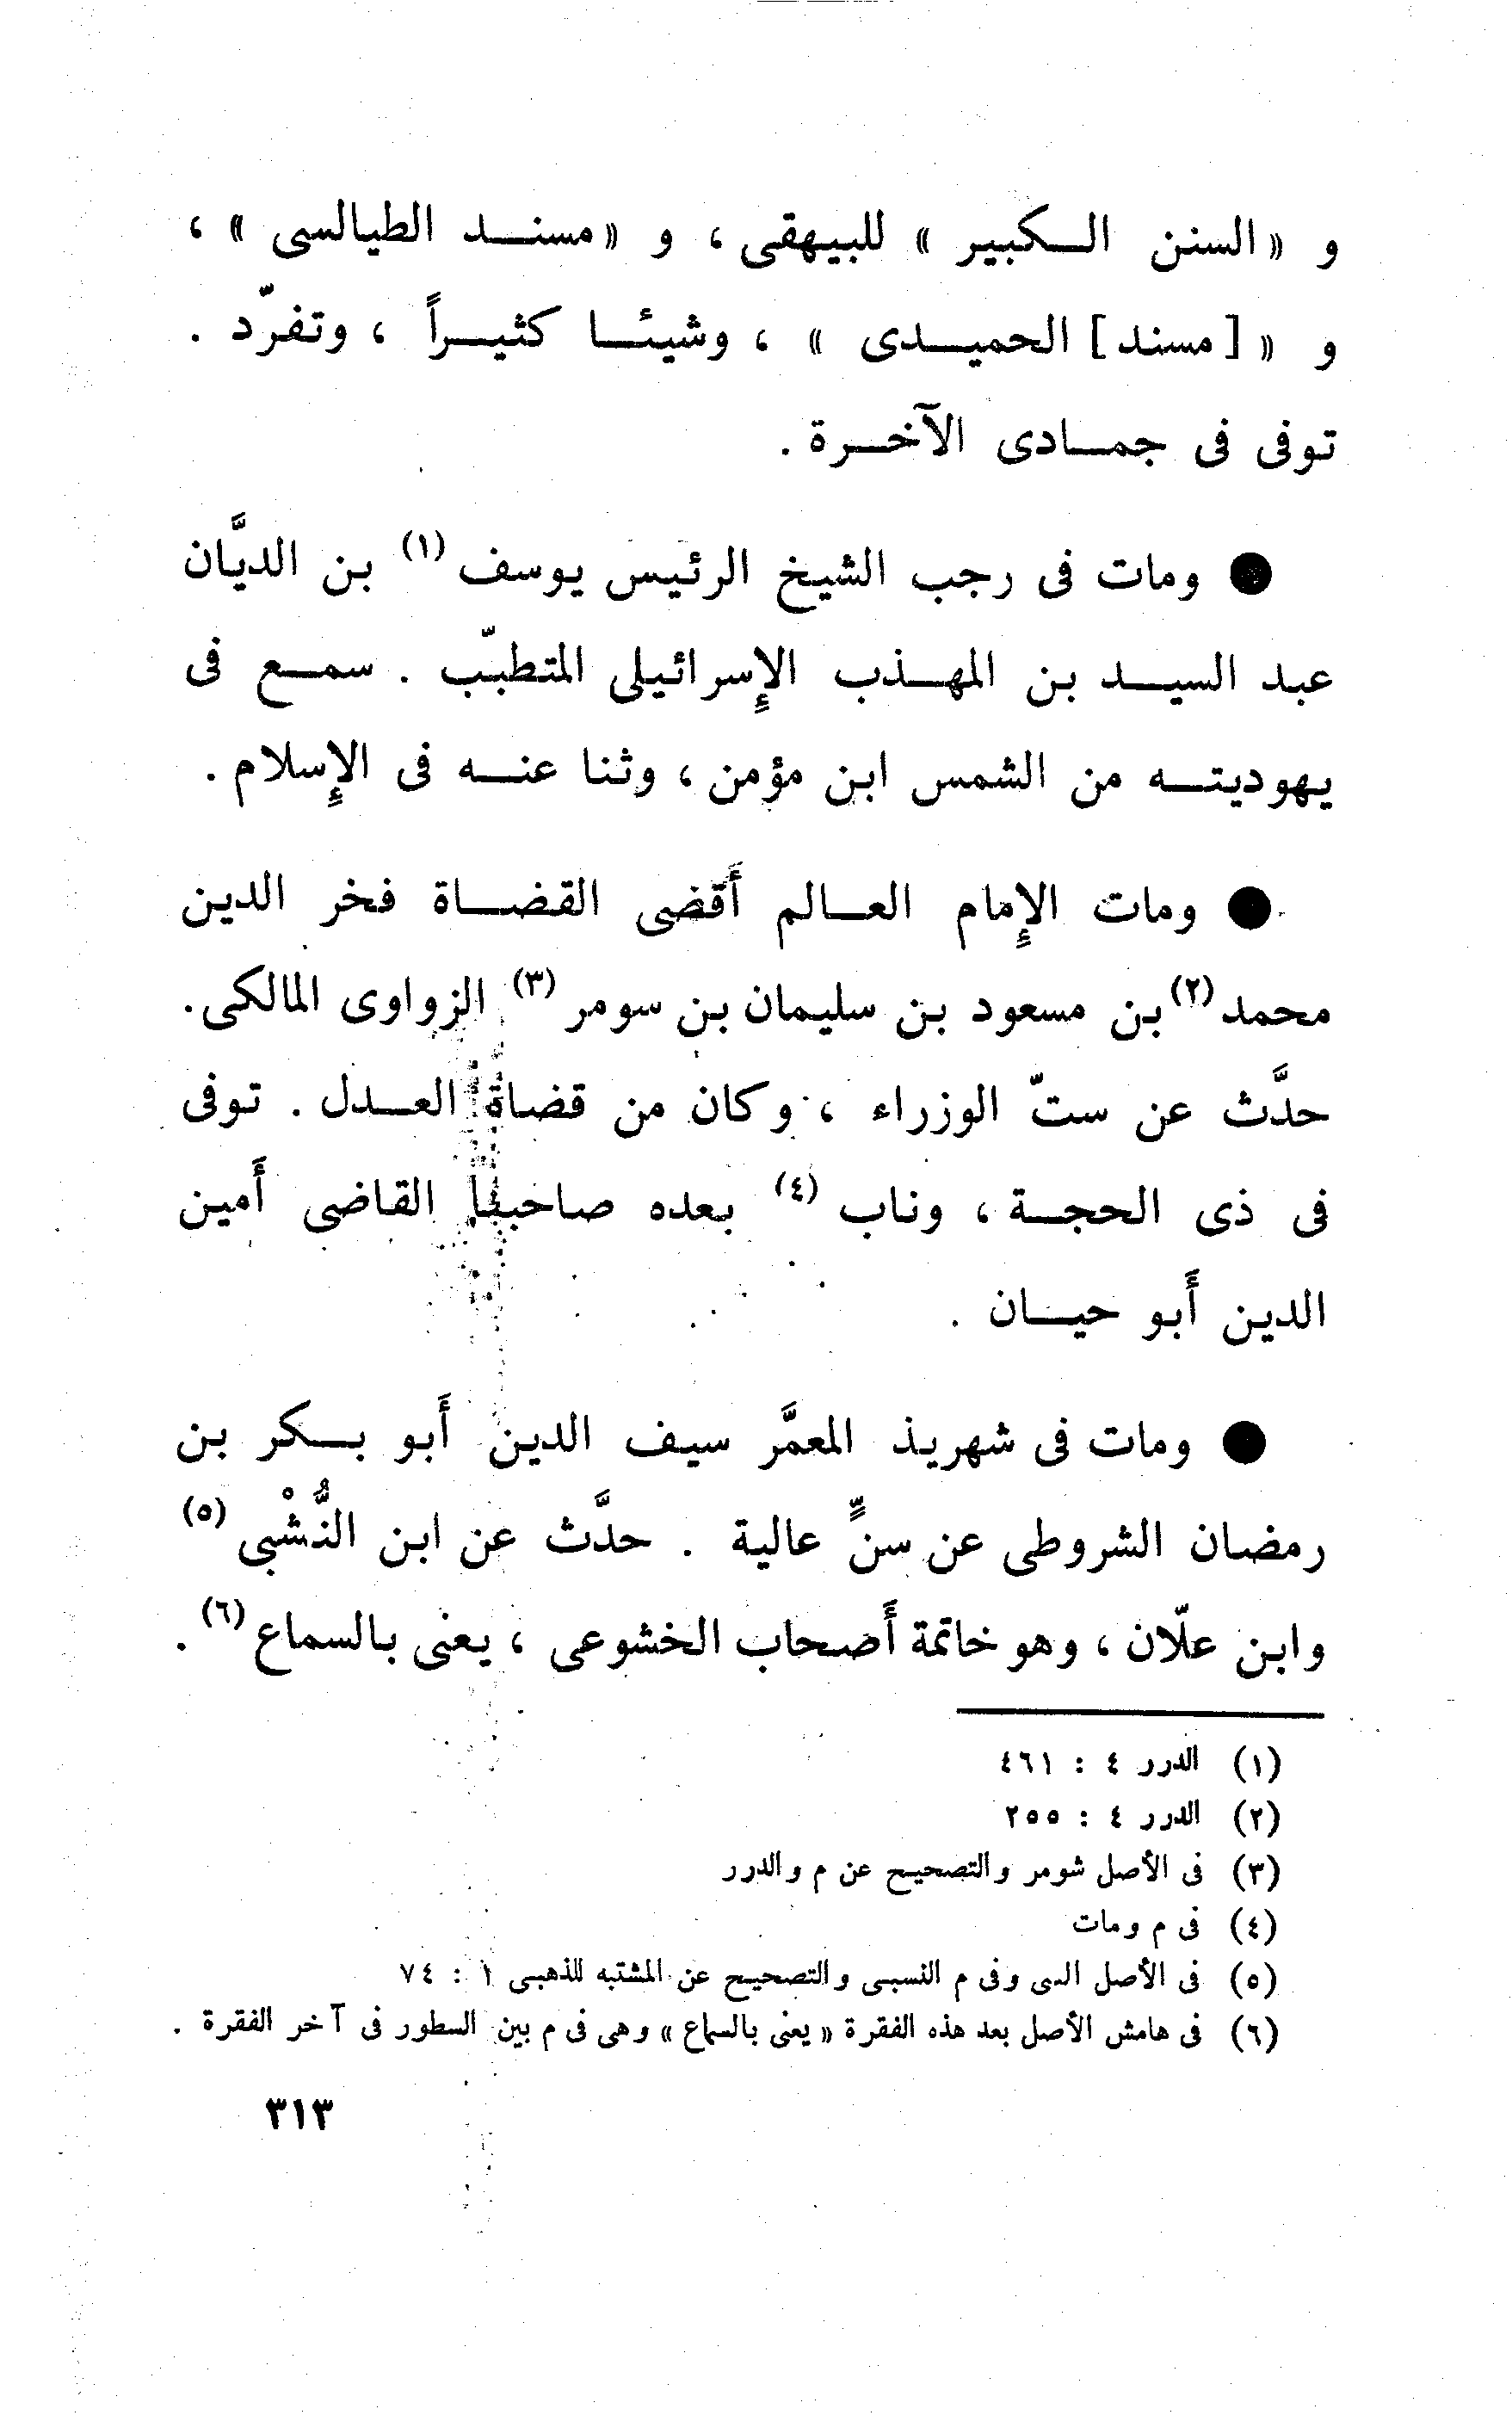 و «السنن الكبير » للبيهقى ، و «مسند الطيالسى » ،
و « [مسند] الحميدى » ، وشيئا كثيراً ، وتفرّد .
توفى فى جمادى الآخرة .
● ومات فى رجب الشيخ الرئيس يوسف (١) بن الديَّان
عبد السيد بن المهذب الإسرائيلى المتطبّب . سمع فى
يهوديته من الشمس ابن مؤمن ، وثنا عنه فى الإسلام .
● ومات الإمام العالم أقضى القضاة فخر الدين
محمد (٢) بن مسعود بن سليمان بن سومر (٣) الزواوى المالكى .
حدَّث عن ستّ الوزراء ، وكان من قضاة العدل . توفى
فى ذى الحجة ، وناب (٤) بعده صاحبنا القاضى أمين
الدين أبو حيان .
● ومات فى شهريذ المعمَّر سيف الدين أبو بكر بن
رمضان الشروطى عن سنٍّ عالية . حدَّث عن ابن النُّشْبى (٥)
وابن علّان ، وهو خاتمة أصحاب الخشوعى ، يعنى بالسماع (٦) .
(١) الدرر ٤ : ٤٦١
(٢) الدرر ٤ : ٢٥٥
(٣) فى الأصل شومر والتصحيح عن م والدرر
(٤) فى م ومات
(٥) فى الأصل وفى م النسبى والتصحيح عن المشتبه للذهبى ١ : ٧٤
(٦) فى هامش الأصل بعد هذه الفقرة « يعنى بالسماع » وهى فى م بين السطور فى آخر الفقرة .
٣١٣